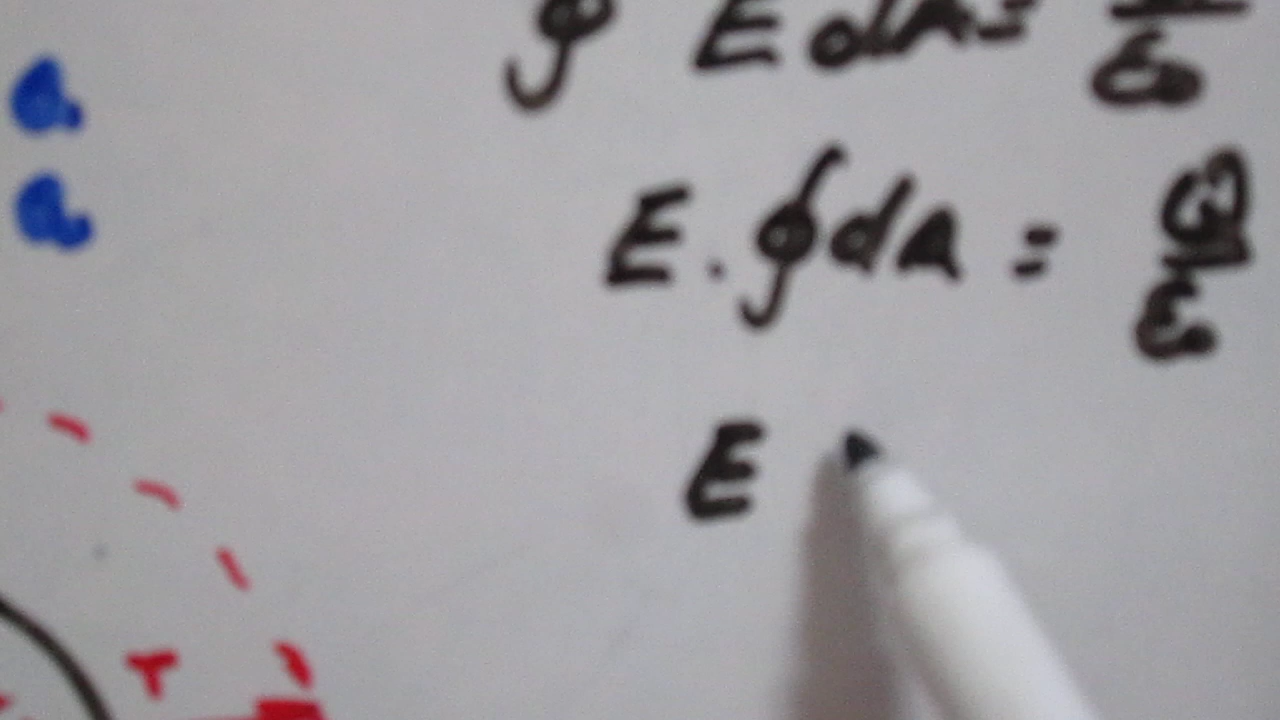 ∮ E dA =
E . ∮ dA = Q/ε₀
E
r